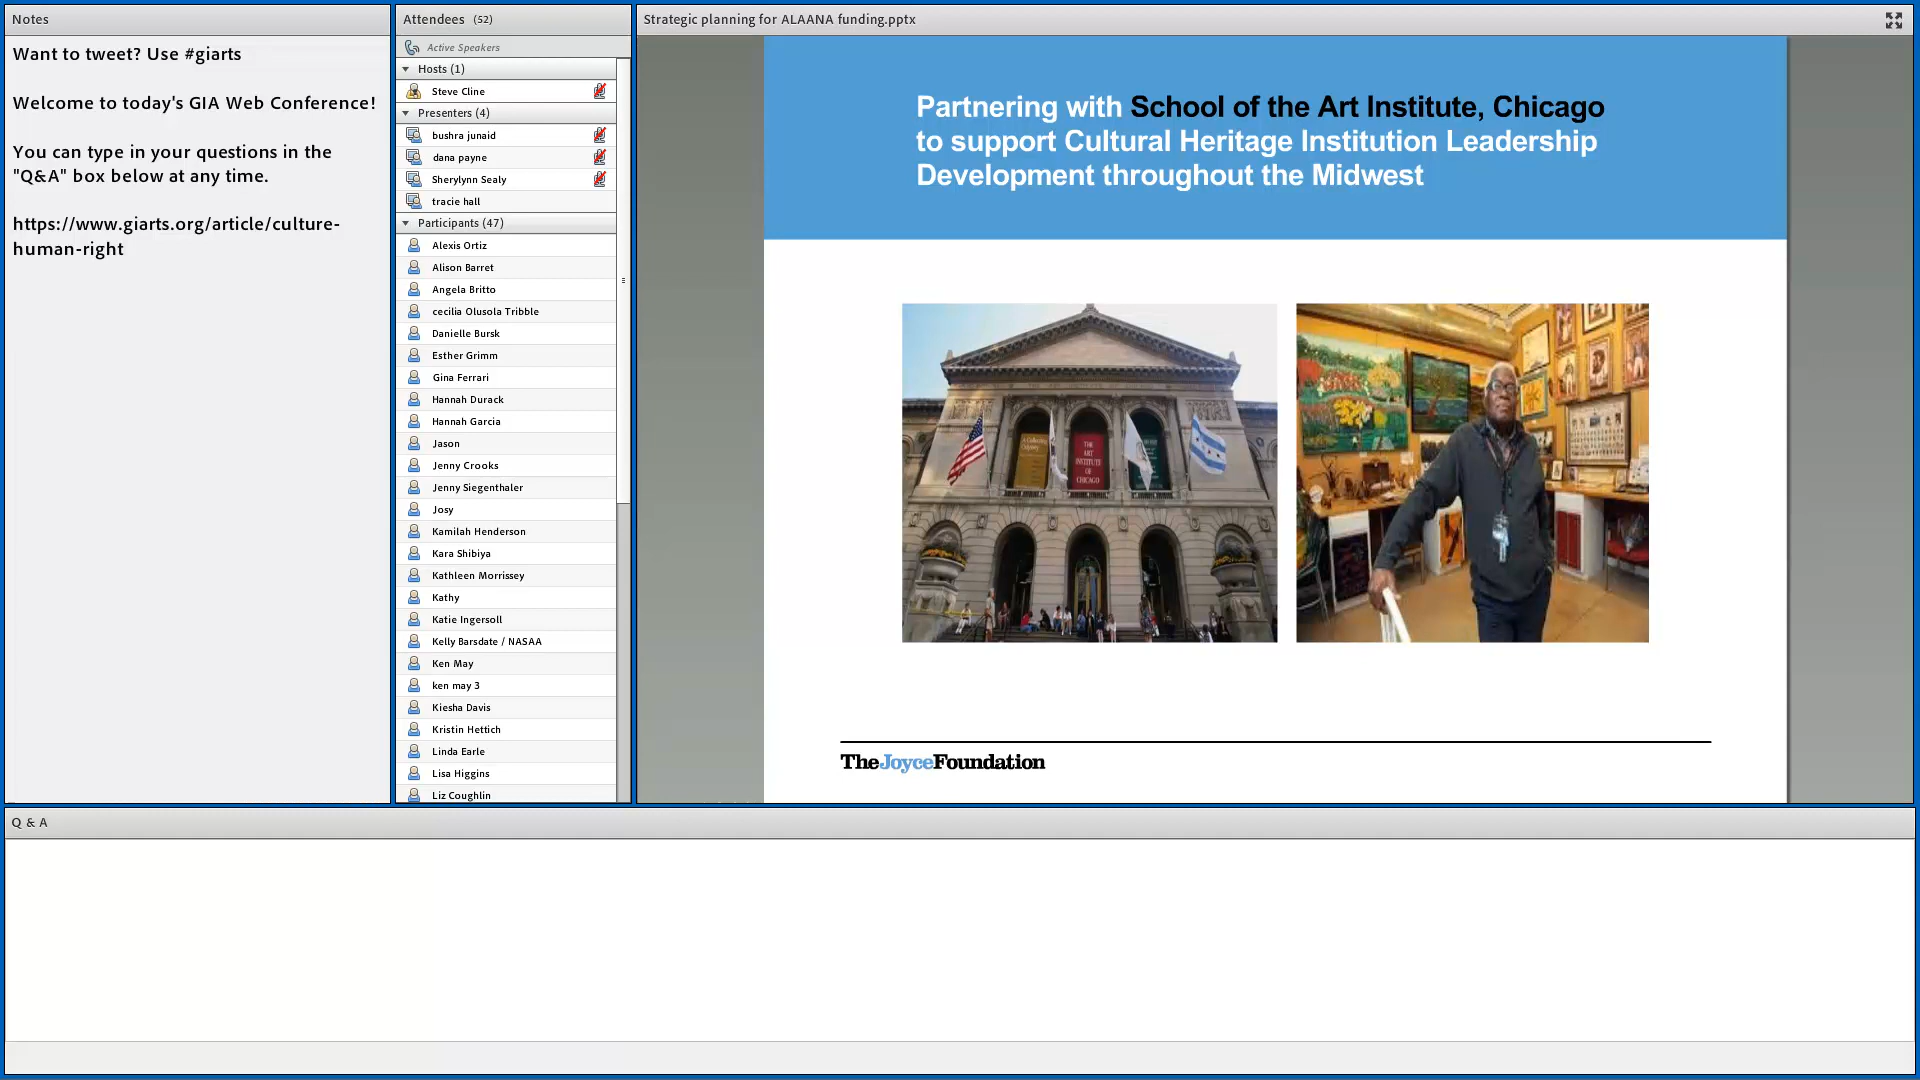 Notes
Want to tweet? Use #giarts
Welcome to today's GIA Web Conference!
You can type in your questions in the
"Q&A" box below at any time.
https://www.giarts.org/article/culture-
human-right
Attendees (52)
Active Speakers
Hosts (1)
Steve Cline
Presenters (4)
bushra junaid
dana payne
Sherylynn Sealy
tracie hall
Participants (47)
Alexis Ortiz
Alison Barret
Angela Britto
cecilia Olusola Tribble
Danielle Bursk
Esther Grimm
Gina Ferrari
Hannah Durack
Hannah Garcia
Jason
Jenny Crooks
Jenny Siegenthaler
Josy
Kamilah Henderson
Kara Shibiya
Kathleen Morrissey
Kathy
Katie Ingersoll
Kelly Barsdate / NASAA
Ken May
ken may 3
Kiesha Davis
Kristin Hettich
Linda Earle
Lisa Higgins
Liz Coughlin
Strategic planning for ALAANA funding.pptx
Partnering with School of the Art Institute, Chicago
to support Cultural Heritage Institution Leadership
Development throughout the Midwest
THE
ART
INSTITUTE
OF
CHICAGO
TheJoyceFoundation
Q & A